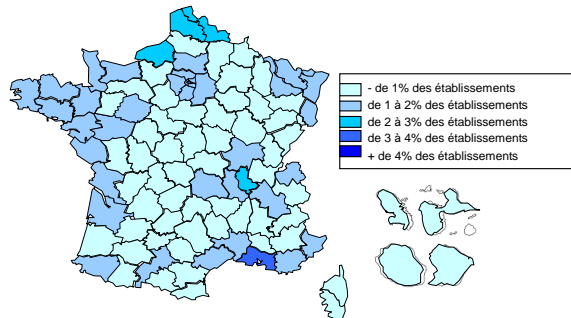 - de 1% des établissements
de 1 à 2% des établissements
de 2 à 3% des établissements
de 3 à 4% des établissements
+ de 4% des établissements